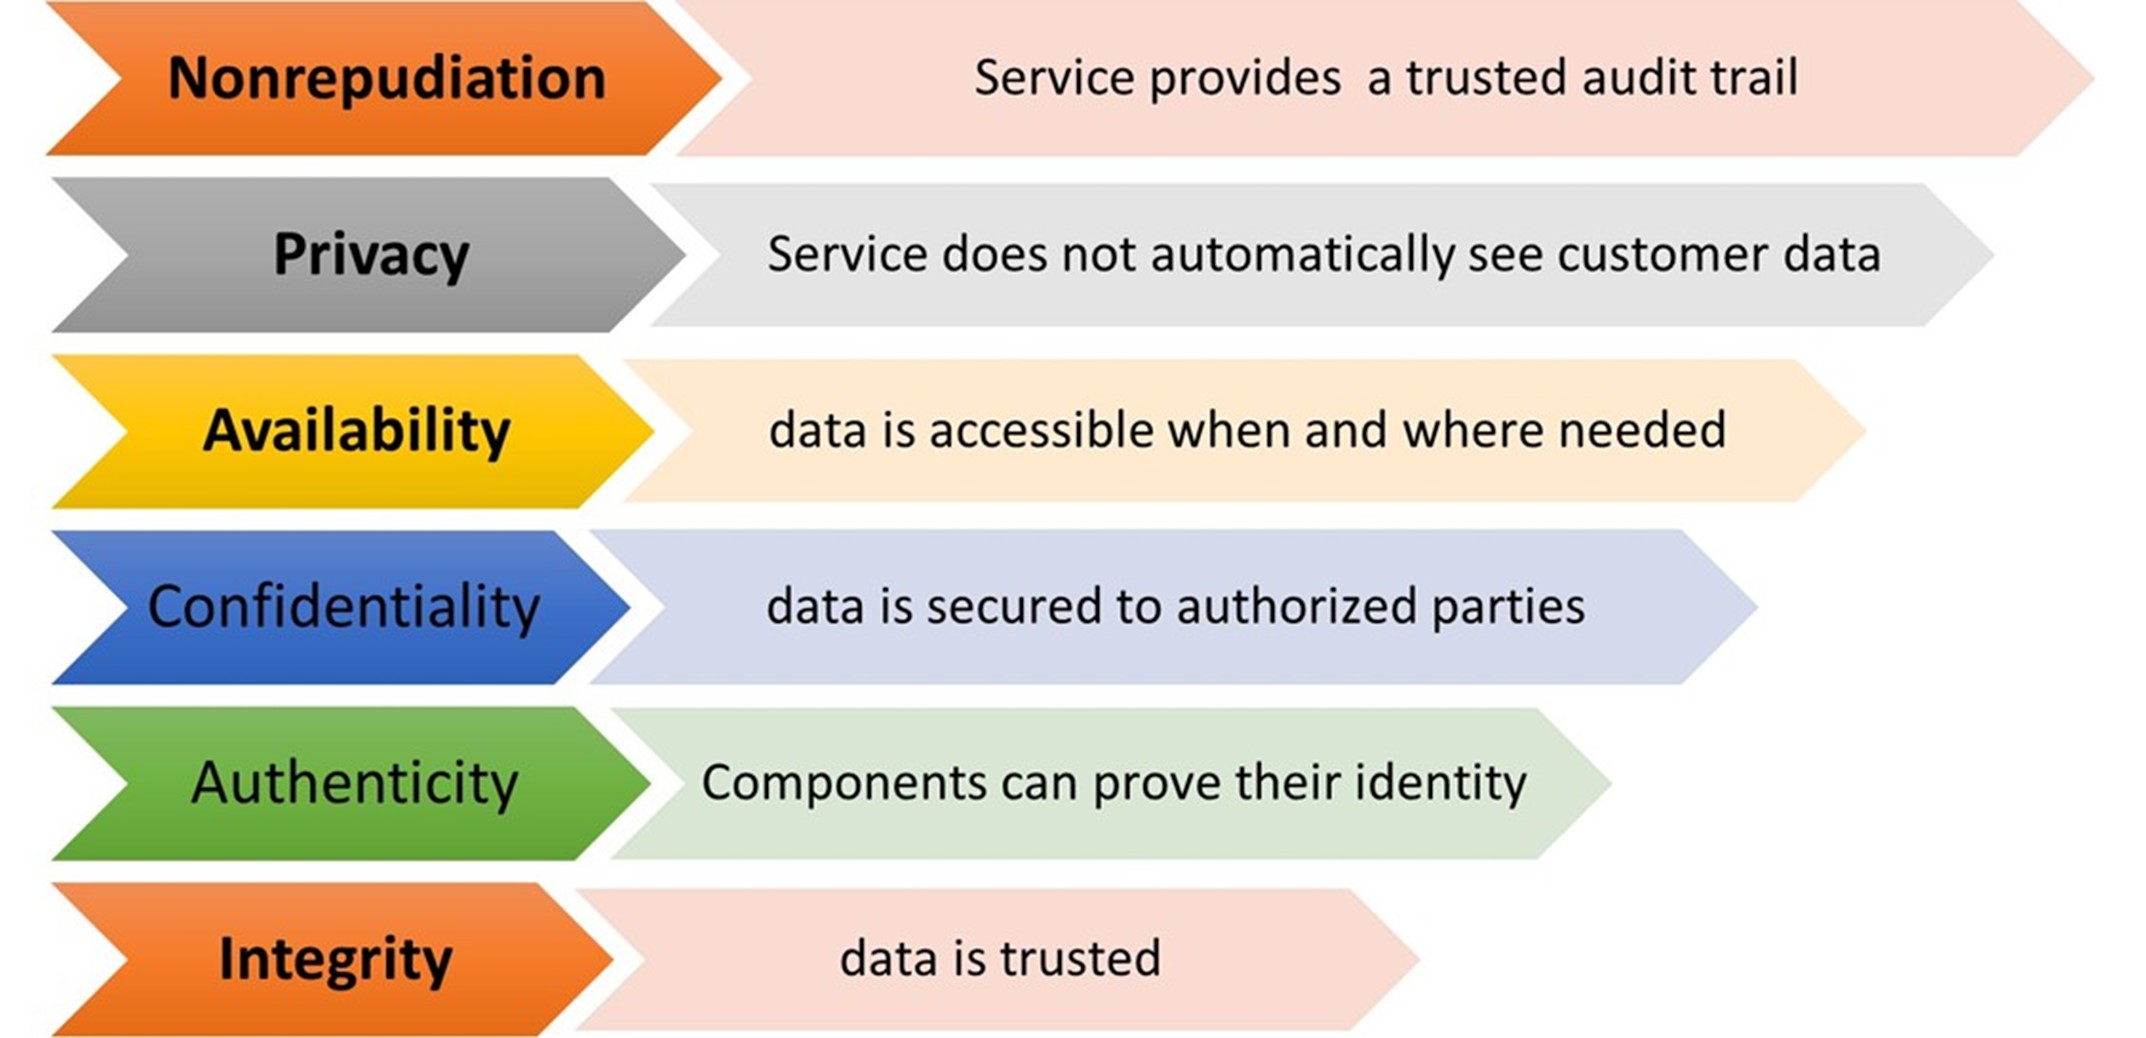 Nonrepudiation
Service provides  a trusted audit trail
Privacy
Service does not automatically see customer data
Availability
data is accessible when and where needed
Confidentiality
data is secured to authorized parties
Authenticity
Components can prove their identity
Integrity
data is trusted